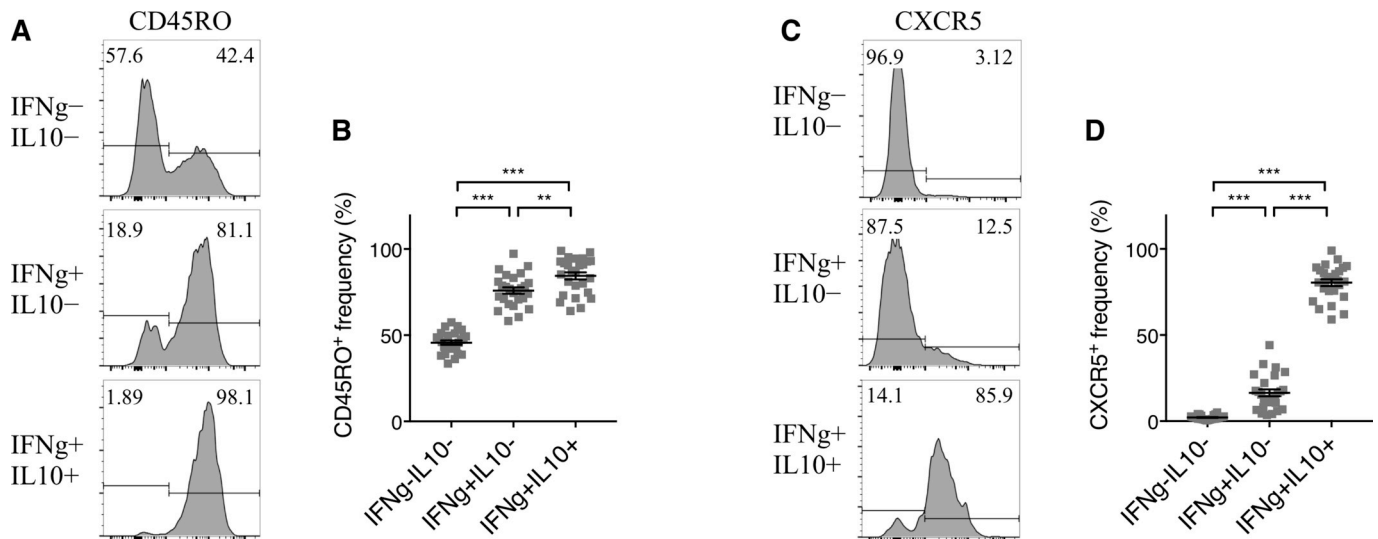 A
CD45RO
57.6 42.4
IFNg−
IL10−
18.9 81.1
IFNg+
IL10−
1.89 98.1
IFNg+
IL10+
B
***
*** **
CD45RO+ frequency (%)
100
50
0
IFNg-IL10-
IFNg+IL10-
IFNg+IL10+
C
CXCR5
96.9 3.12
IFNg−
IL10−
87.5 12.5
IFNg+
IL10−
14.1 85.9
IFNg+
IL10+
D
***
*** ***
CXCR5+ frequency (%)
100
50
0
IFNg-IL10-
IFNg+IL10-
IFNg+IL10+